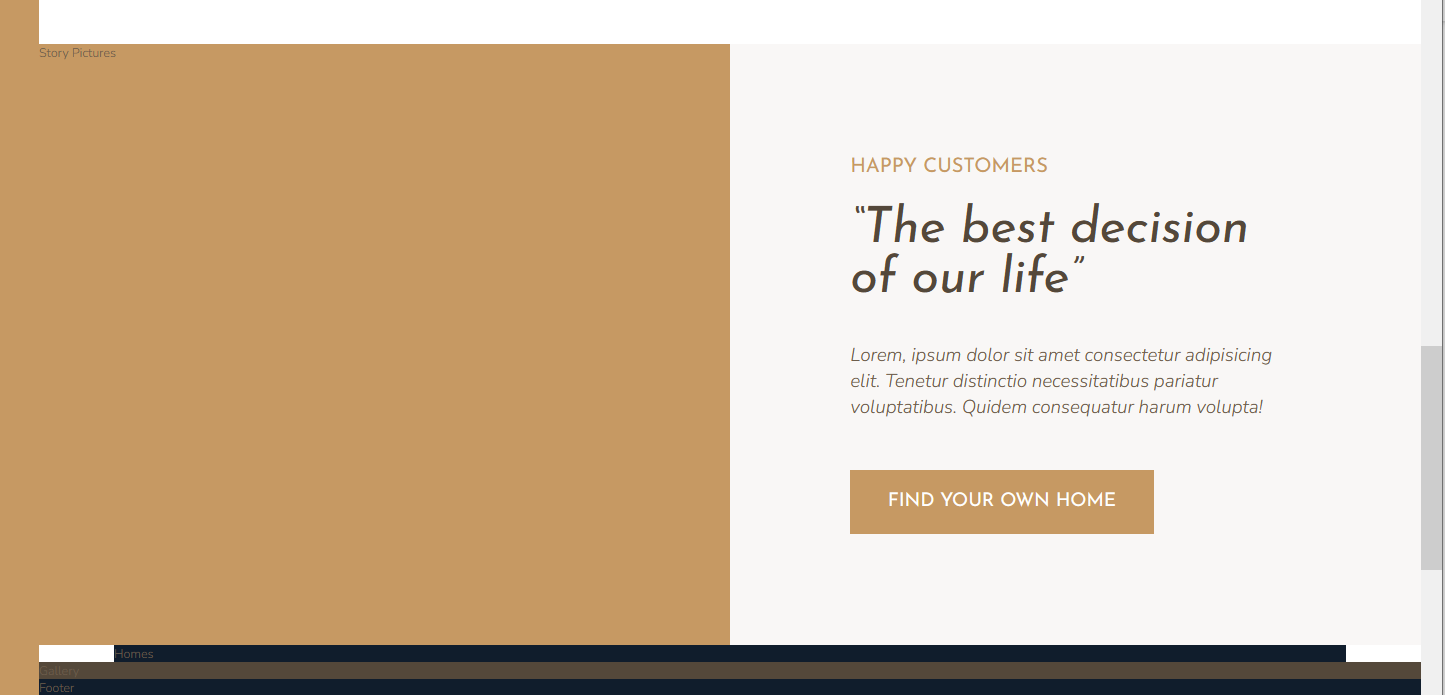 Story Pictures
HAPPY CUSTOMERS
“The best decision
of our life”
Lorem, ipsum dolor sit amet consectetur adipisicing
elit. Tenetur distinctio necessitatibus pariatur
voluptatibus. Quidem consequatur harum volupta!
FIND YOUR OWN HOME
Homes
Gallery
Footer